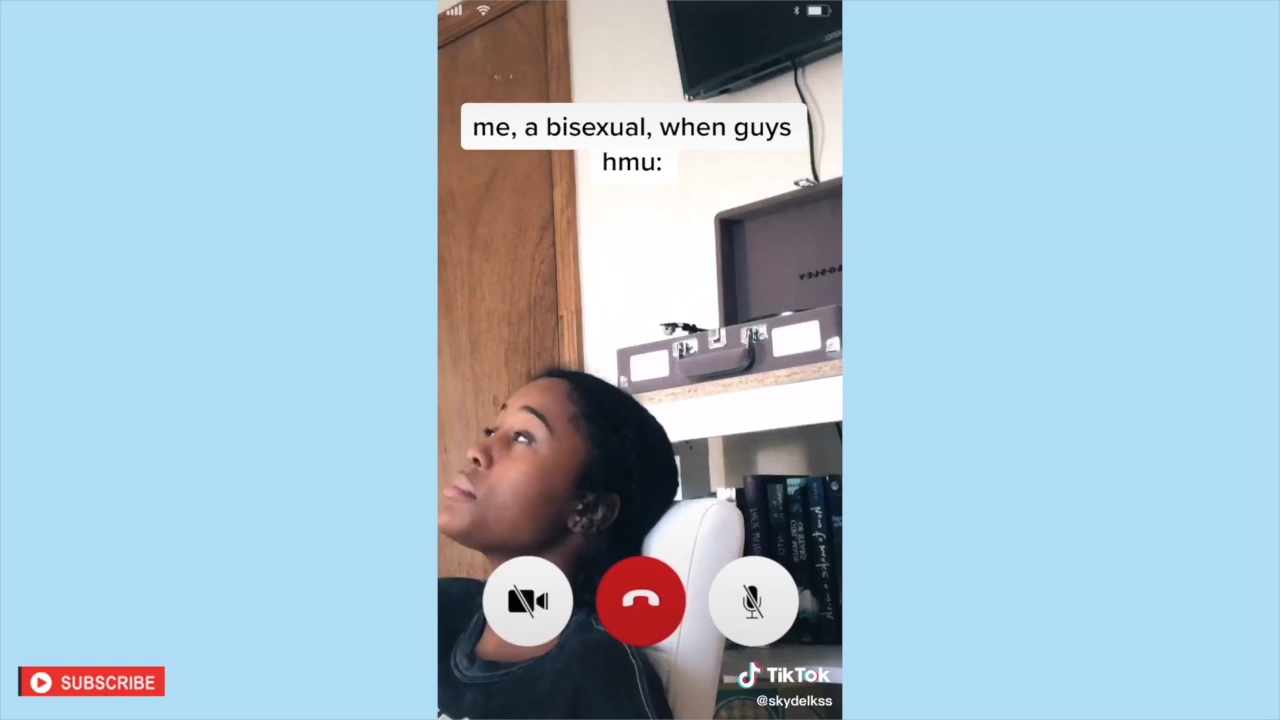 me, a bisexual, when guys
hmu:
SUBSCRIBE
TikTok
@skydelkss